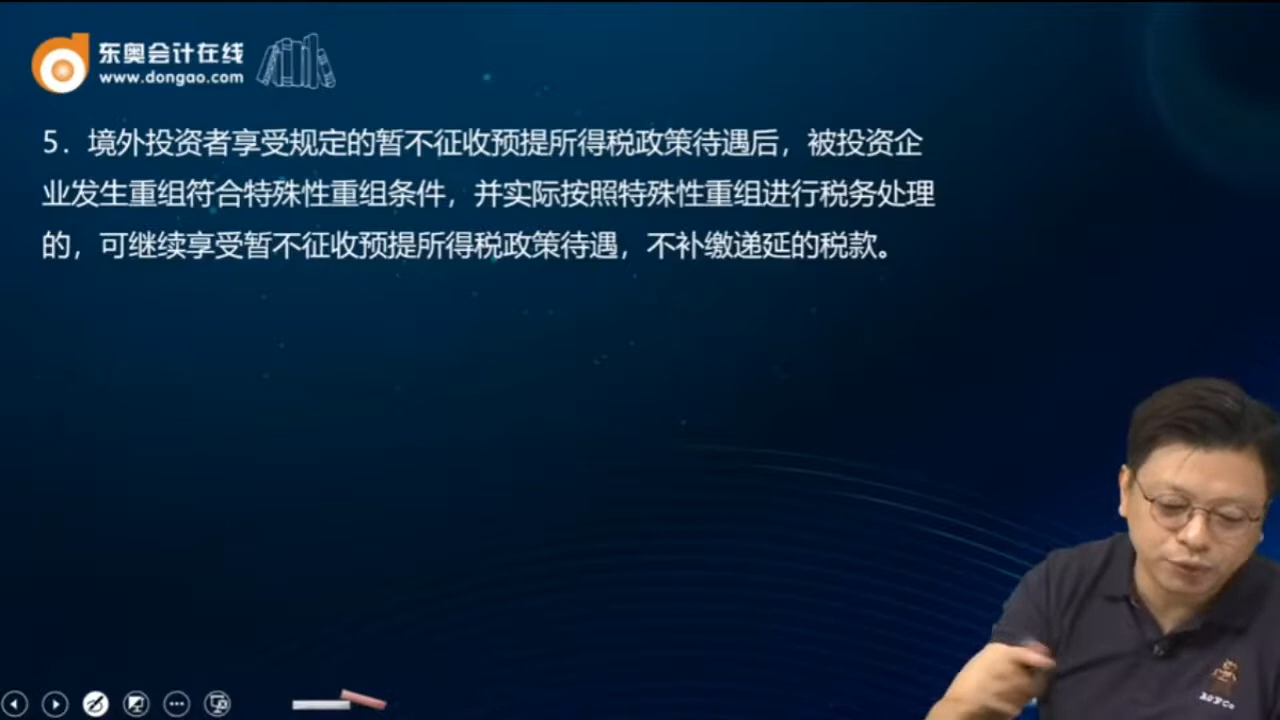 东奥会计在线
www.dongao.com
5．境外投资者享受规定的暂不征收预提所得税政策待遇后，被投资企
业发生重组符合特殊性重组条件，并实际按照特殊性重组进行税务处理
的，可继续享受暂不征收预提所得税政策待遇，不补缴递延的税款。